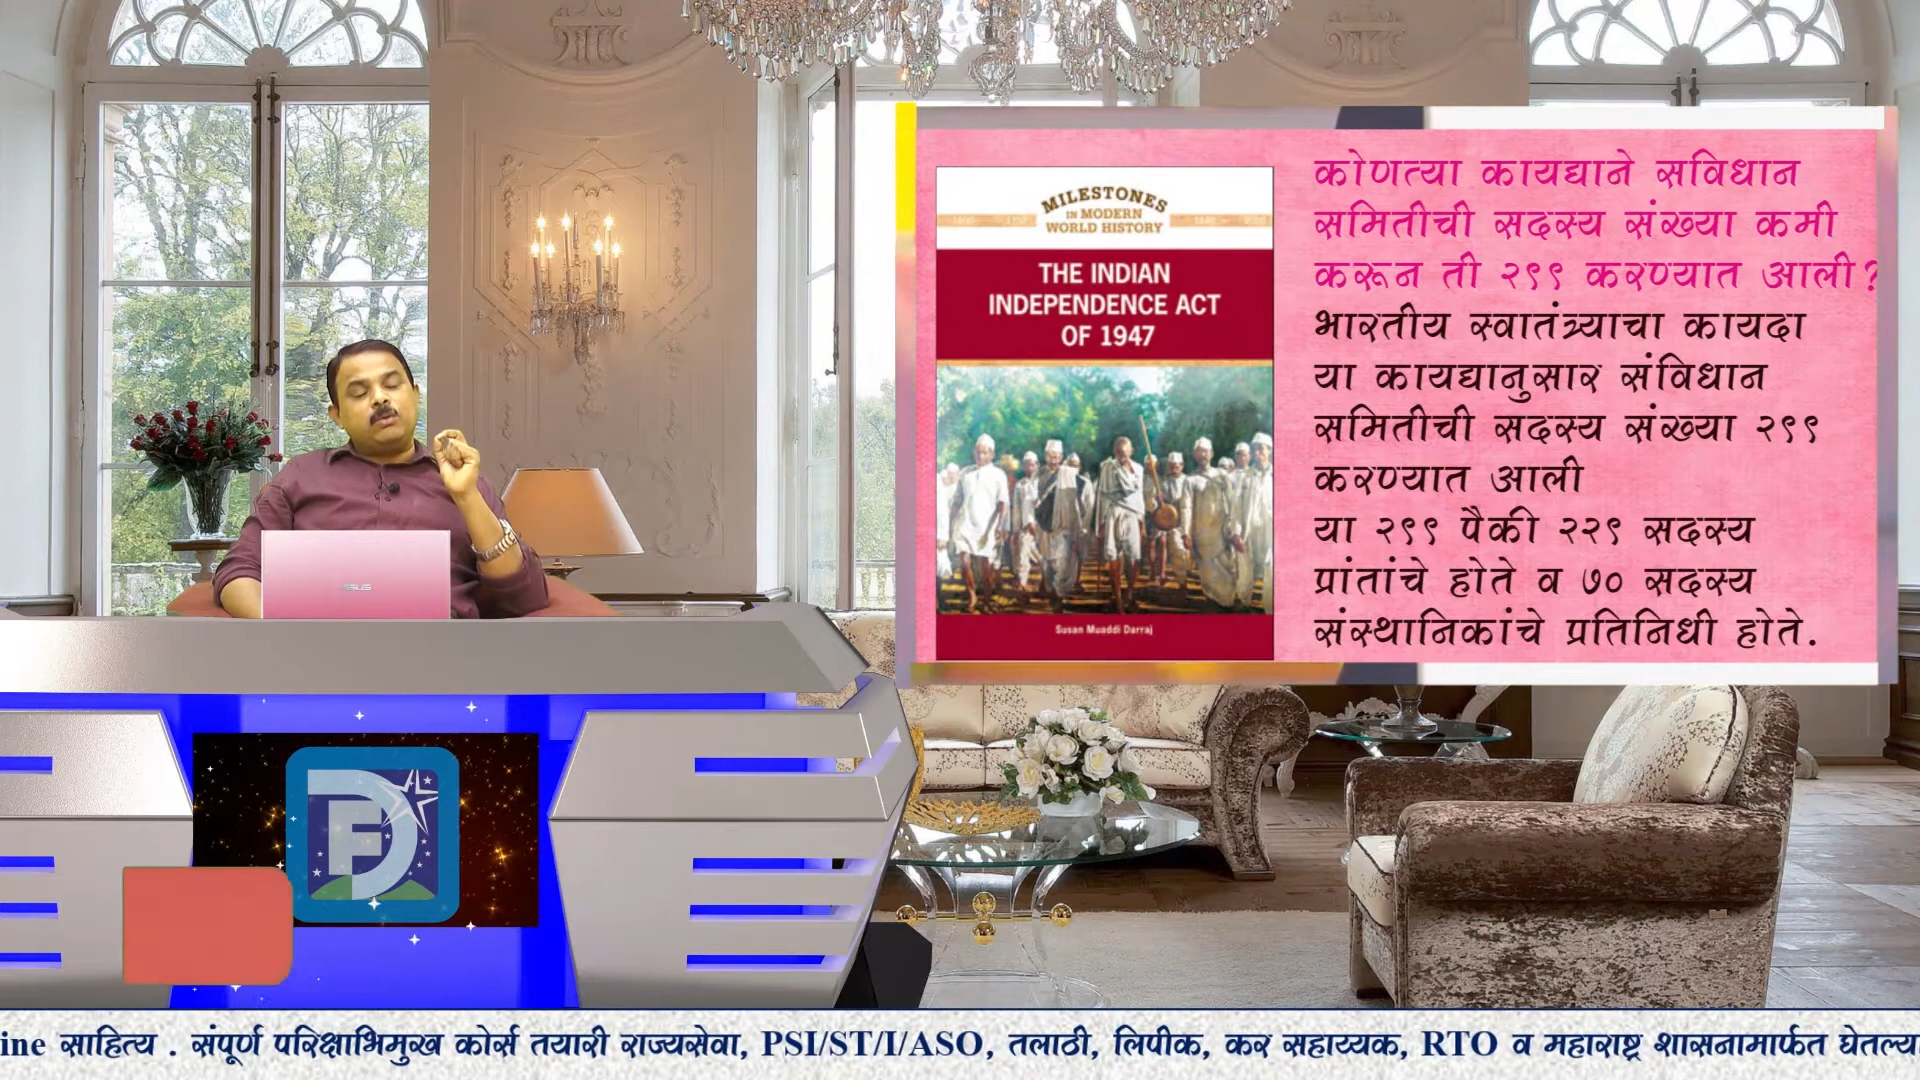 MILESTONES
IN MODERN
WORLD HISTORY
THE INDIAN
INDEPENDENCE ACT
OF 1947
Susan Muaddi Darraj
कोणत्या कायद्याने सविधान
समितीची सदस्य संख्या कमी
करून ती २९९ करण्यात आली?
भारतीय स्वातंत्र्याचा कायदा
या कायद्यानुसार संविधान
समितीची सदस्य संख्या २९९
करण्यात आली
या २९९ पैकी २२९ सदस्य
प्रांतांचे होते व ७० सदस्य
संस्थानिकांचे प्रतिनिधी होते.
ASUS
ine साहित्य . संपूर्ण परिक्षाभिमुख कोर्स तयारी राज्यसेवा, PSI/ST/I/ASO, तलाठी, लिपीक, कर सहाय्यक, RTO व महाराष्ट्र शासनामार्फत घेतल्या